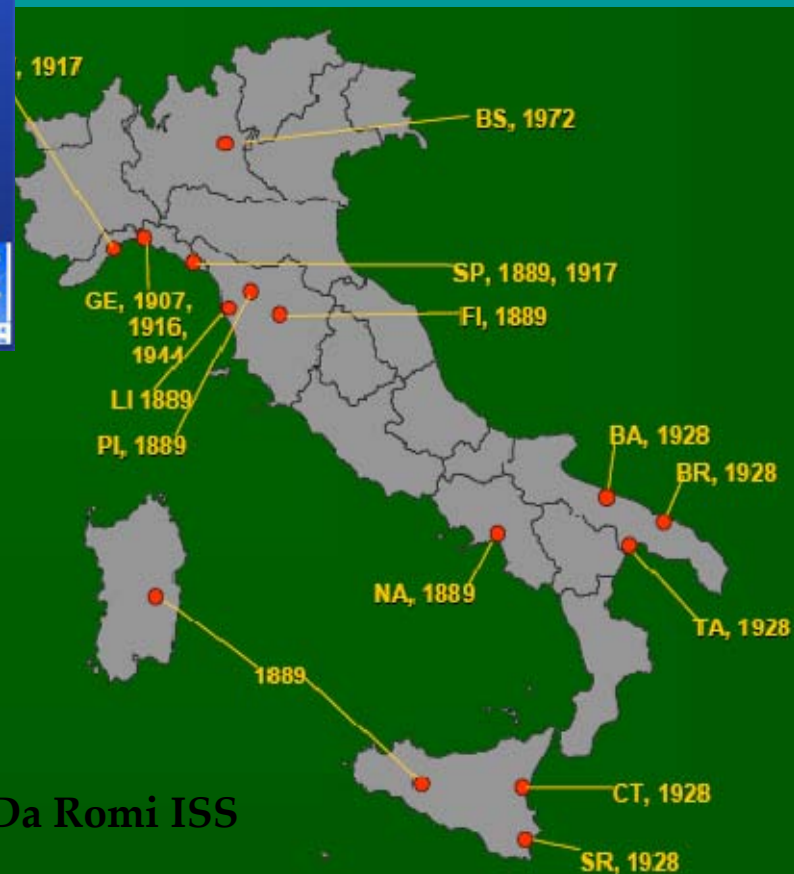 , 1917
BS, 1972
SP, 1889, 1917
GE, 1907,
1916,
1944
FI, 1889
LI 1889
PI, 1889
BA, 1928
BR, 1928
NA, 1889
TA, 1928
1889
CT, 1928
Da Romi ISS
SR, 1928